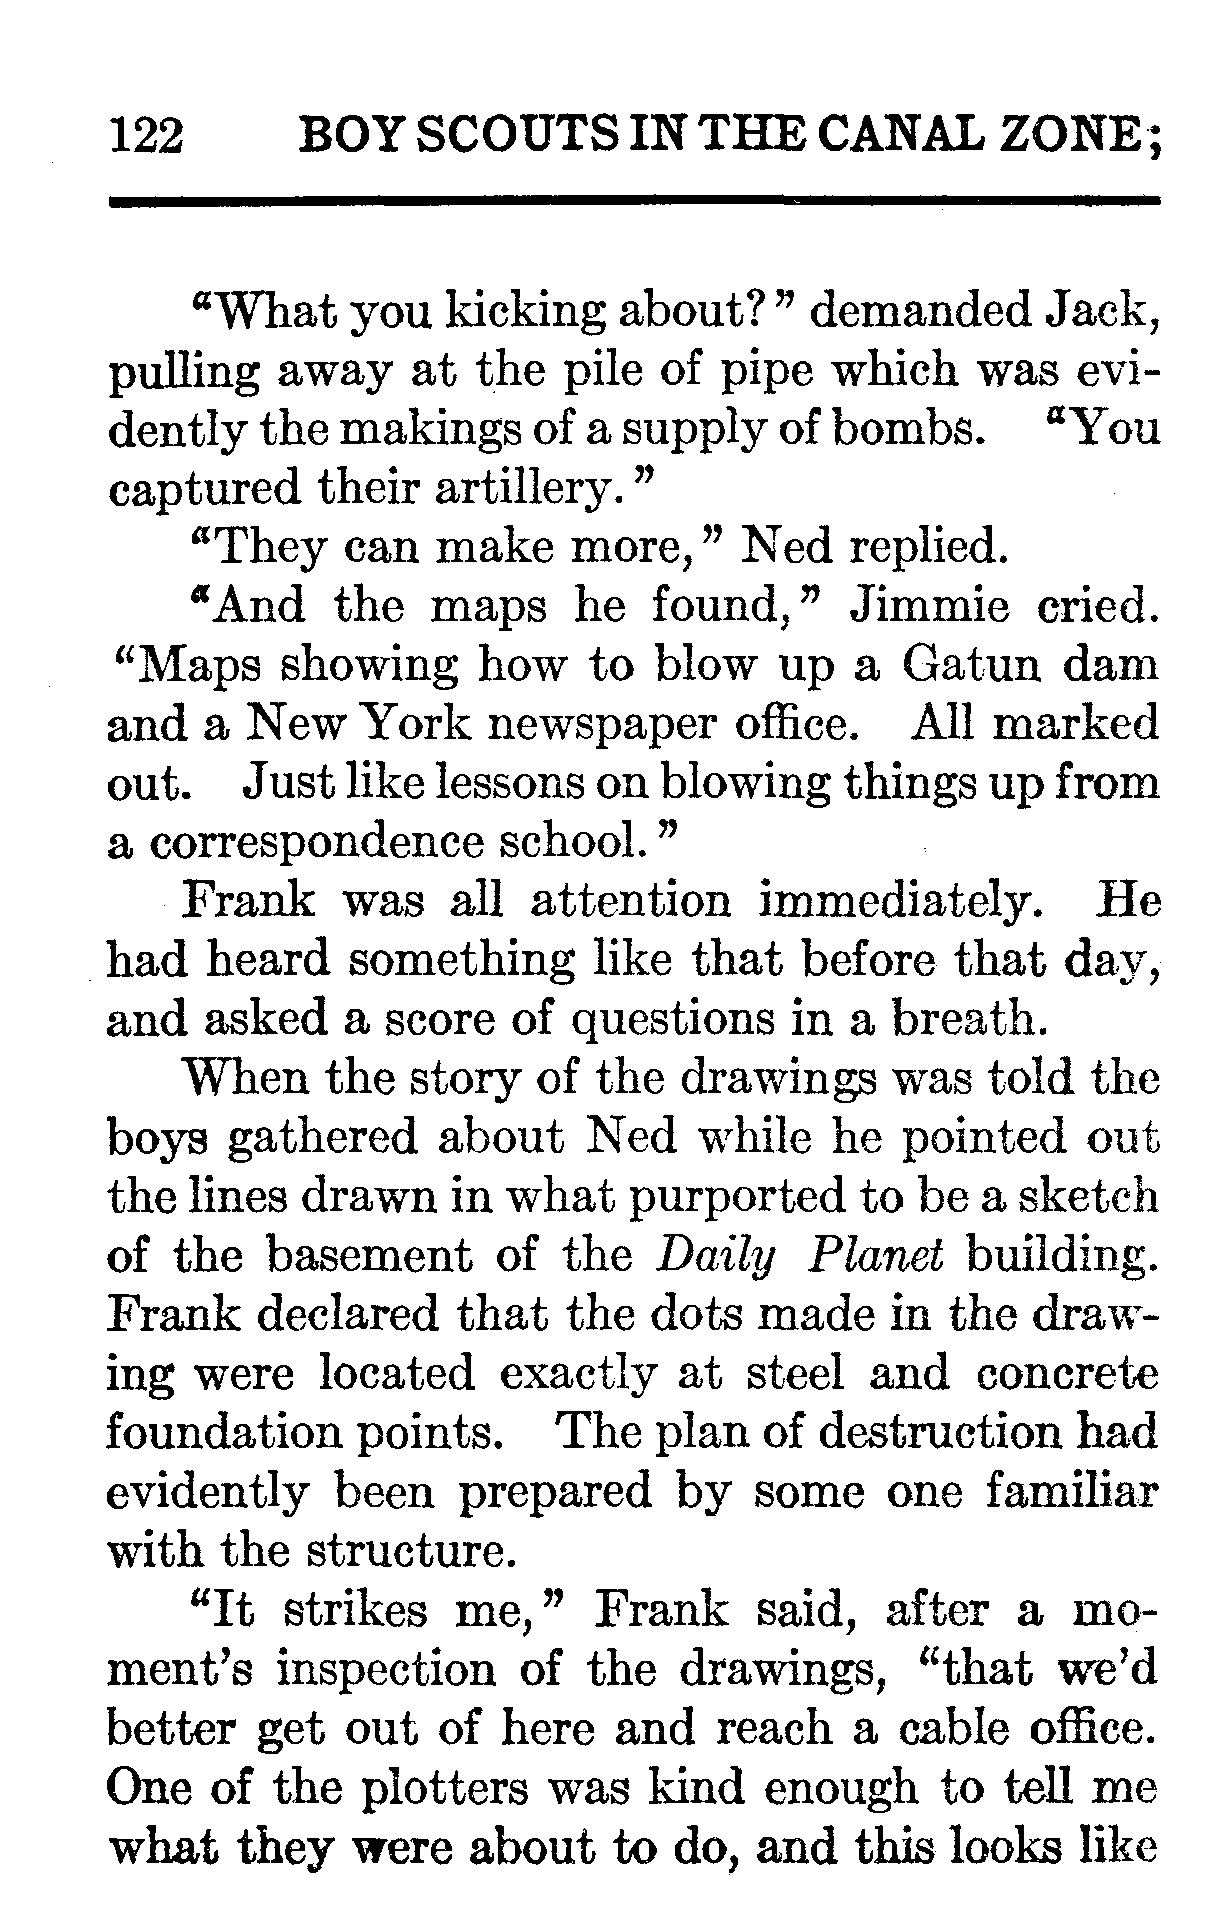 122 BOY SCOUTS IN THE CANAL ZONE;
“What you kicking about?” demanded Jack,
pulling away at the pile of pipe which was evi-
dently the makings of a supply of bombs. “You
captured their artillery.”
“They can make more,” Ned replied.
“And the maps he found,” Jimmie cried.
“Maps showing how to blow up a Gatun dam
and a New York newspaper office. All marked
out. Just like lessons on blowing things up from
a correspondence school.”
Frank was all attention immediately. He
had heard something like that before that day,
and asked a score of questions in a breath.
When the story of the drawings was told the
boys gathered about Ned while he pointed out
the lines drawn in what purported to be a sketch
of the basement of the Daily Planet building.
Frank declared that the dots made in the draw-
ing were located exactly at steel and concrete
foundation points. The plan of destruction had
evidently been prepared by some one familiar
with the structure.
“It strikes me,” Frank said, after a mo-
ment’s inspection of the drawings, “that we’d
better get out of here and reach a cable office.
One of the plotters was kind enough to tell me
what they were about to do, and this looks like